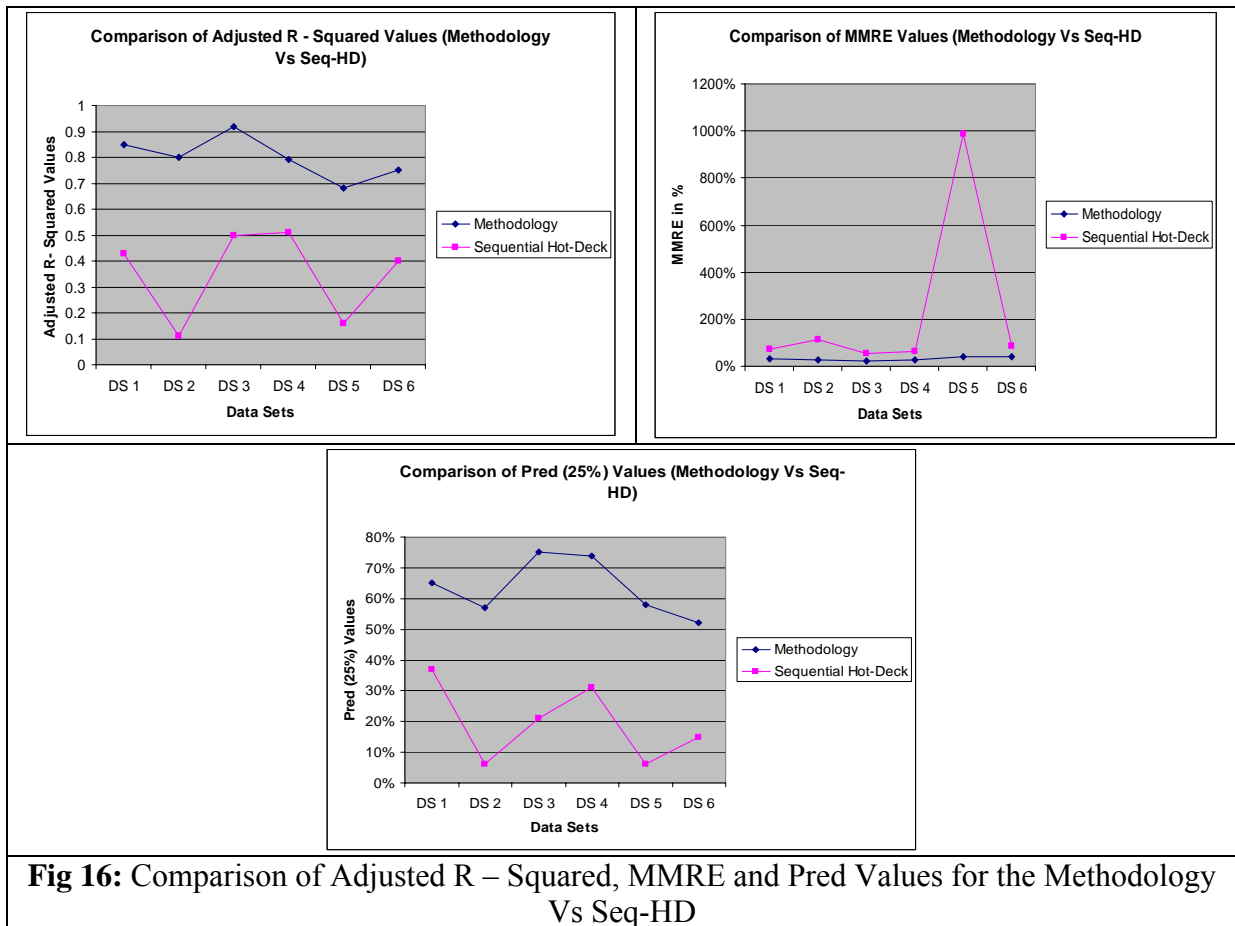 Comparison of Adjusted R - Squared Values (Methodology
Vs Seq-HD)
1
0.9
0.8
0.7
0.6
0.5
0.4
0.3
0.2
0.1
0
Adjusted R- Squared Values
DS 1 DS 2 DS 3 DS 4 DS 5 DS 6
Data Sets
Methodology
Sequential Hot-Deck
Comparison of MMRE Values (Methodology Vs Seq-HD
1200%
1000%
800%
600%
400%
200%
0%
MMRE in %
DS 1 DS 2 DS 3 DS 4 DS 5 DS 6
Data Sets
Methodology
Sequential Hot-Deck
Comparison of Pred (25%) Values (Methodology Vs Seq-
HD)
80%
70%
60%
50%
40%
30%
20%
10%
0%
Pred (25%) Values
DS 1 DS 2 DS 3 DS 4 DS 5 DS 6
Data Sets
Methodology
Sequential Hot-Deck
Fig 16: Comparison of Adjusted R – Squared, MMRE and Pred Values for the Methodology
Vs Seq-HD